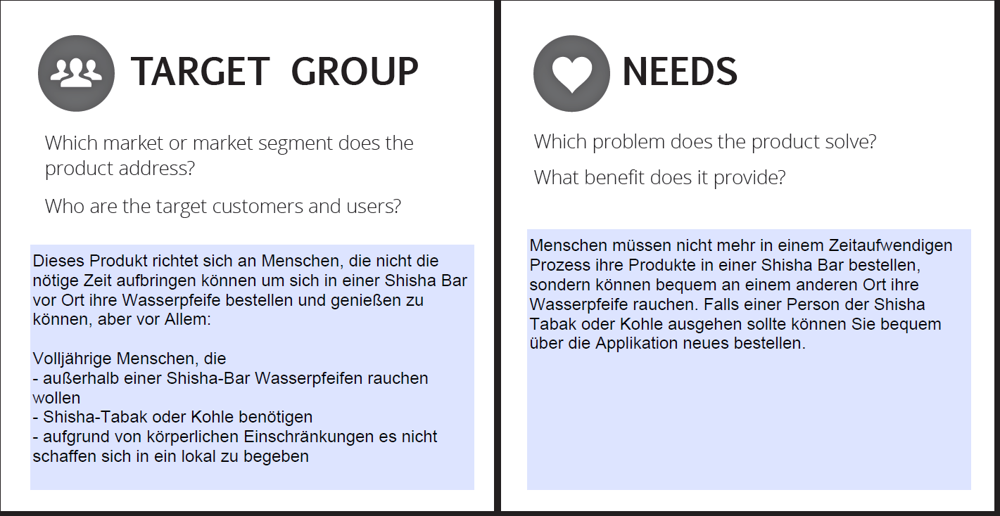 TARGET GROUP
Which market or market segment does the
product address?
Who are the target customers and users?
Dieses Produkt richtet sich an Menschen, die nicht die
nötige Zeit aufbringen können um sich in einer Shisha Bar
vor Ort ihre Wasserpfeife bestellen und genießen zu
können, aber vor Allem:
Volljährige Menschen, die
- außerhalb einer Shisha-Bar Wasserpfeifen rauchen
wollen
- Shisha-Tabak oder Kohle benötigen
- aufgrund von körperlichen Einschränkungen es nicht
schaffen sich in ein lokal zu begeben
NEEDS
Which problem does the product solve?
What benefit does it provide?
Menschen müssen nicht mehr in einem Zeitaufwendigen
Prozess ihre Produkte in einer Shisha Bar bestellen,
sondern können bequem an einem anderen Ort ihre
Wasserpfeife rauchen. Falls einer Person der Shisha
Tabak oder Kohle ausgehen sollte können Sie bequem
über die Applikation neues bestellen.